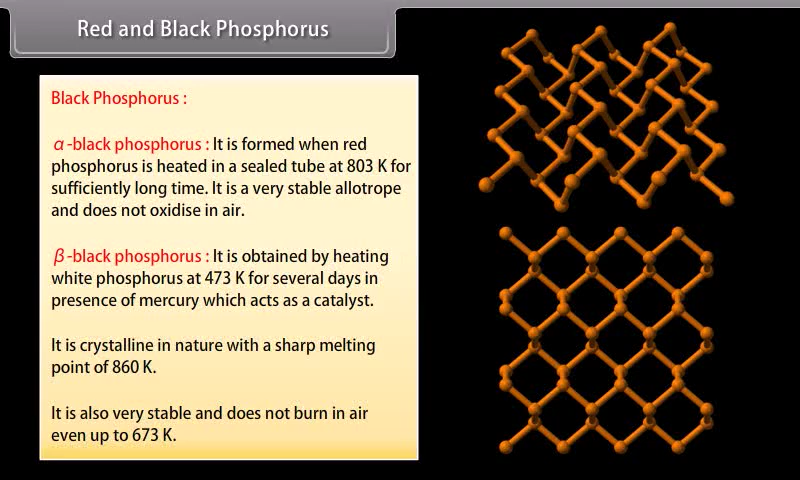 Red and Black Phosphorus
Black Phosphorus :
α-black phosphorus : It is formed when red
phosphorus is heated in a sealed tube at 803 K for
sufficiently long time. It is a very stable allotrope
and does not oxidise in air.
β-black phosphorus : It is obtained by heating
white phosphorus at 473 K for several days in
presence of mercury which acts as a catalyst.
It is crystalline in nature with a sharp melting
point of 860 K.
It is also very stable and does not burn in air
even up to 673 K.